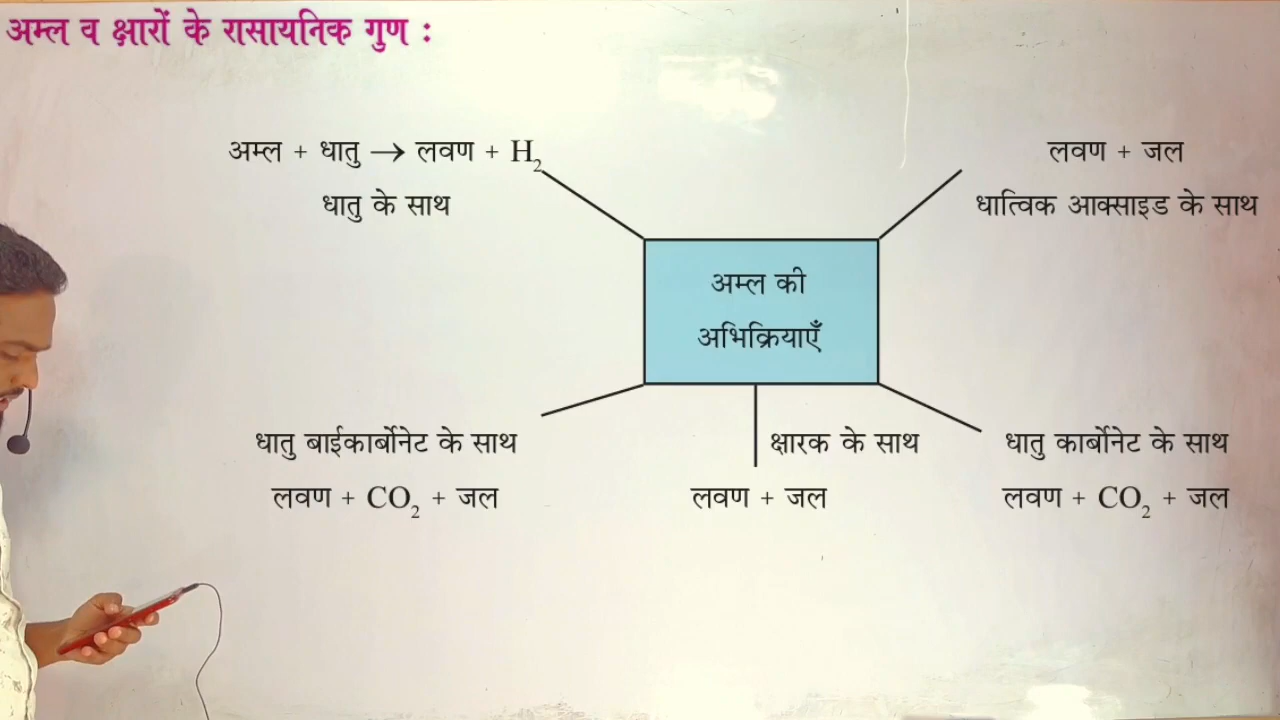 अम्ल व क्षारों के रासायनिक गुण :
अम्ल + धातु → लवण + H₂
धातु के साथ
लवण + जल
धात्विक आक्साइड के साथ
अम्ल की
अभिक्रियाएँ
धातु बाईकार्बोनेट के साथ
लवण + CO₂ + जल
क्षारक के साथ
लवण + जल
धातु कार्बोनेट के साथ
लवण + CO₂ + जल